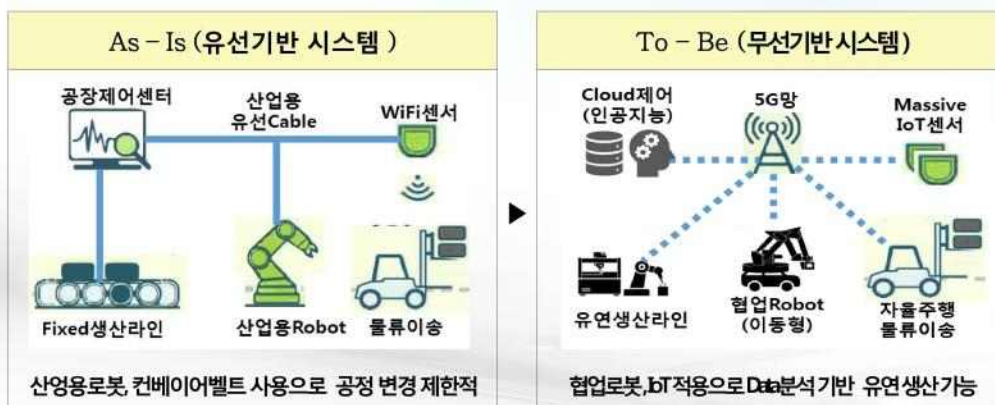 As – Is (유선기반 시스템 )
공장제어센터
산업용
유선Cable
WiFi센서
Fixed생산라인
산업용Robot
물류이송
산엉용로봇, 컨베이어벨트 사용으로 공정 변경 제한적
▶
To – Be (무선기반 시스템)
Cloud제어
(인공지능)
5G망
Massive
IoT센서
유연생산라인
협업Robot
(이동형)
자율주행
물류이송
협업로봇, IoT 적용으로 Data분석 기반 유연 생산 가능